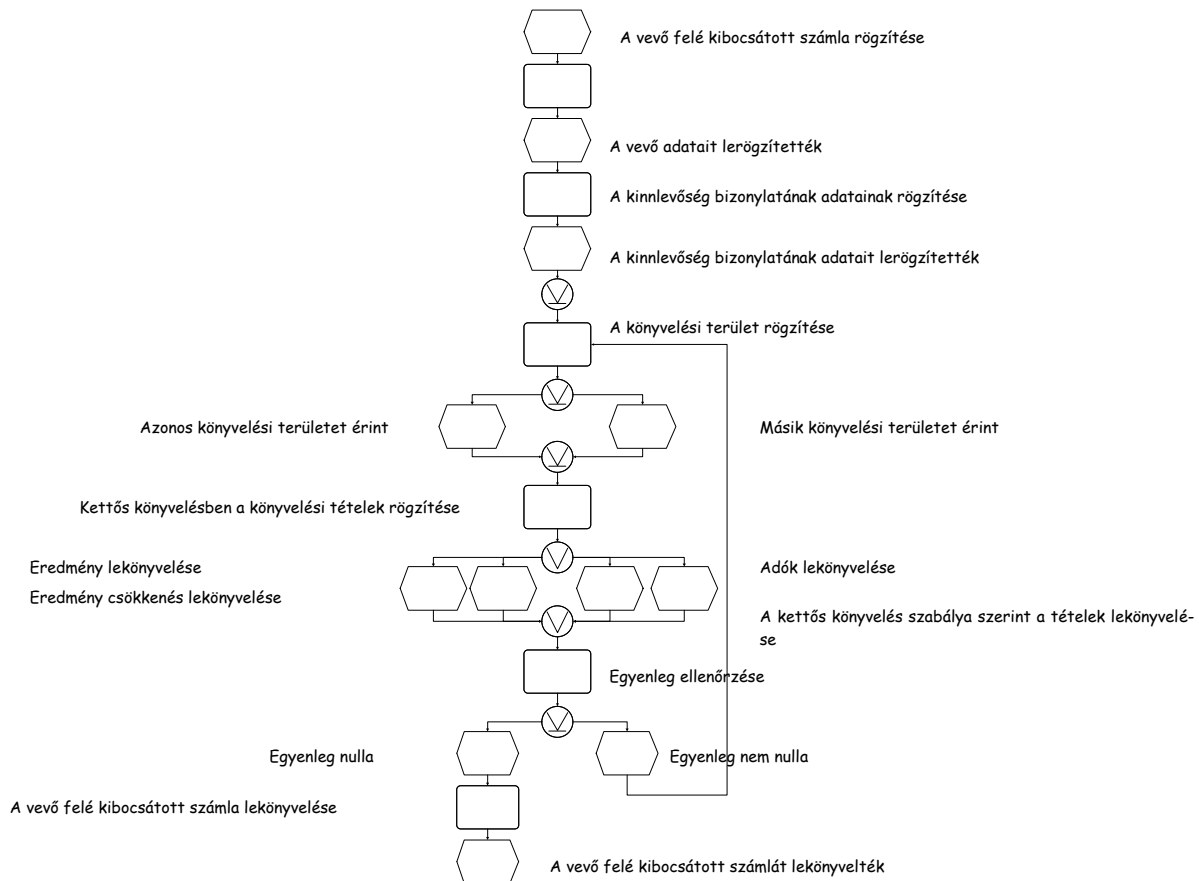 A vevő felé kibocsátott számla rögzítése
A vevő adatait lerögzítették
A kinnlevőség bizonylatának adatainak rögzítése
A kinnlevőség bizonylatának adatait lerögzítették
A könyvelési terület rögzítése
Azonos könyvelési területet érint
Másik könyvelési területet érint
Kettős könyvelésben a könyvelési tételek rögzítése
Eredmény lekönyvelése
Adók lekönyvelése
Eredmény csökkenés lekönyvelése
A kettős könyvelés szabálya szerint a tételek lekönyvelé-
se
Egyenleg ellenőrzése
Egyenleg nulla
Egyenleg nem nulla
A vevő felé kibocsátott számla lekönyvelése
A vevő felé kibocsátott számlát lekönyvelték